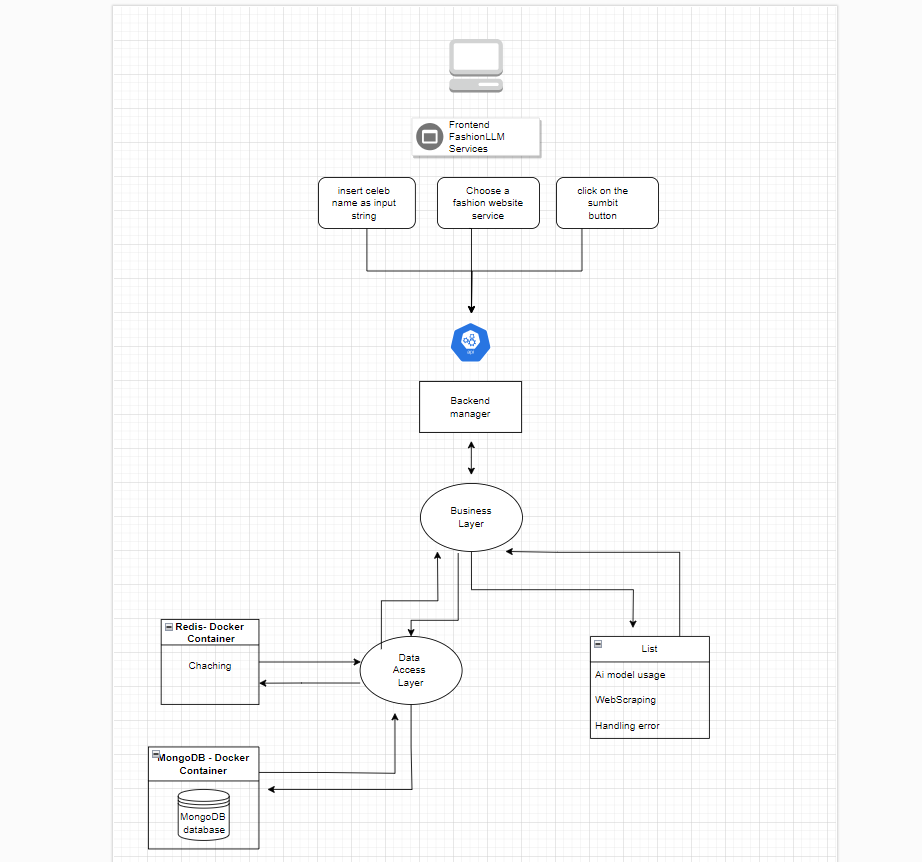 Frontend
FashionLLM
Services
insert celeb
name as input
string
Choose a
fashion website
service
click on the
sumbit
button
api
Backend
manager
Business
Layer
Redis- Docker
Container
Chaching
Data
Access
Layer
List
Ai model usage
WebScraping
Handling error
MongoDB - Docker
Container
MongoDB
database